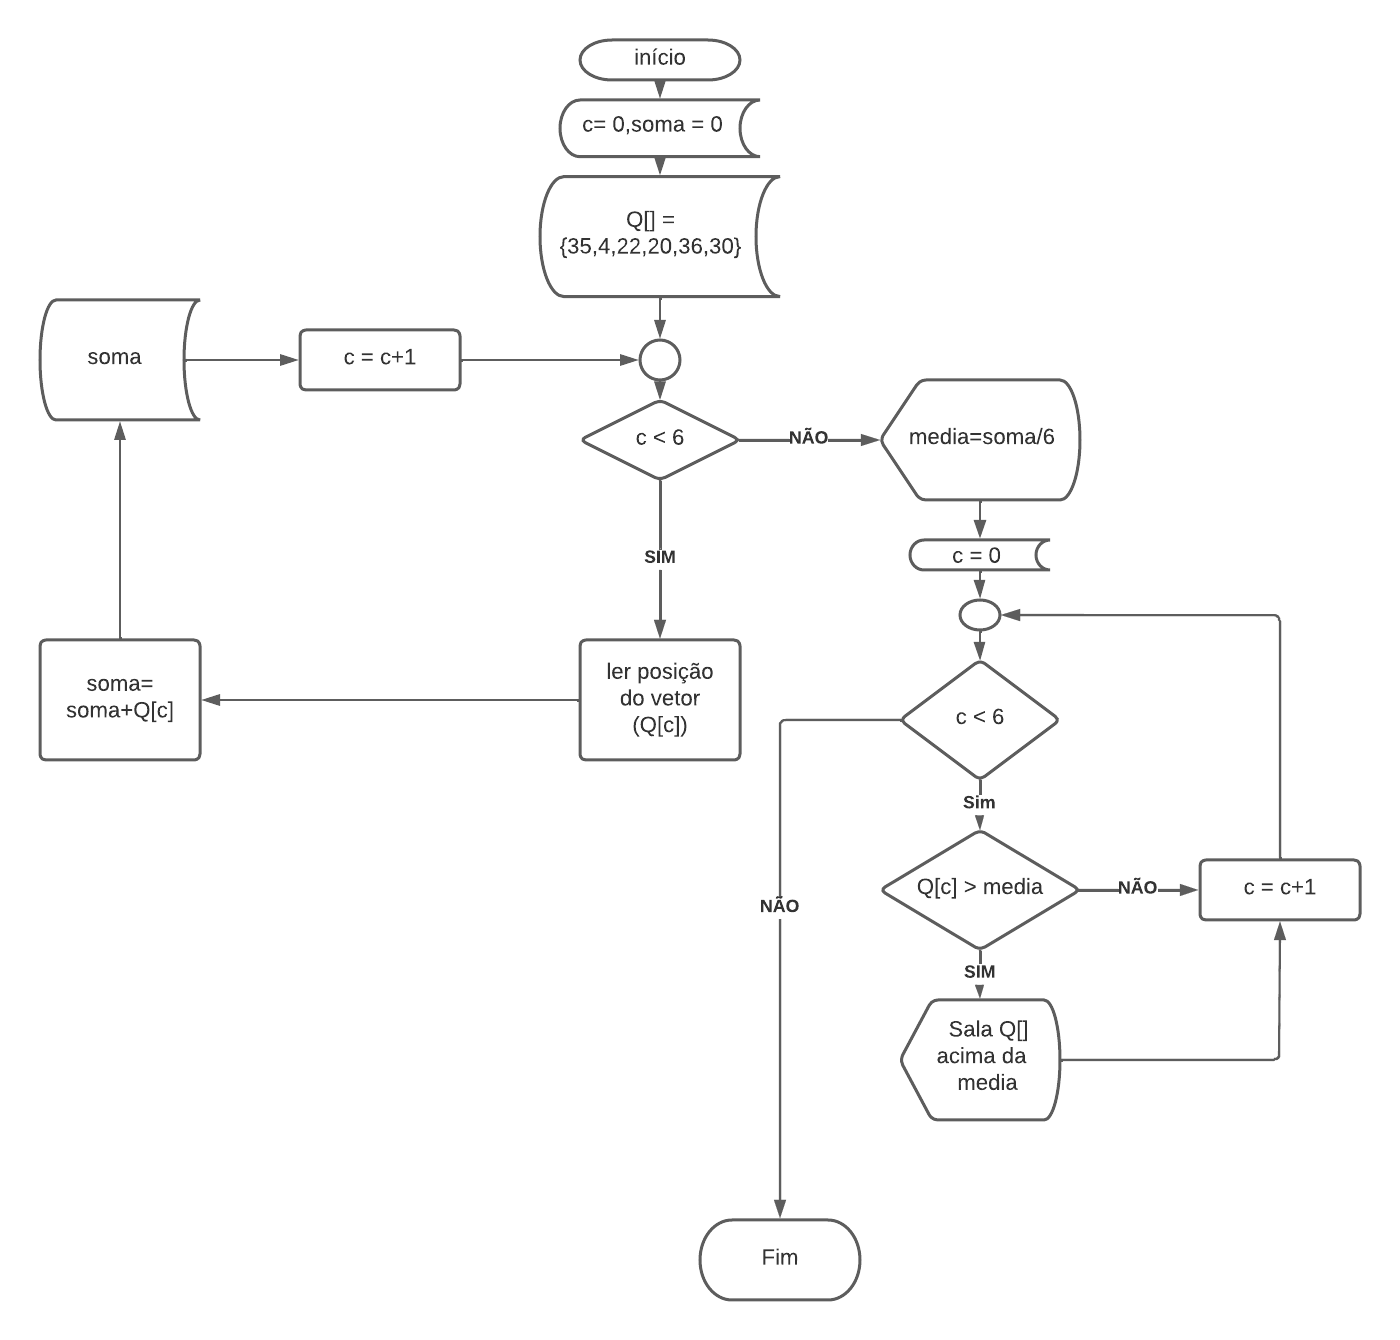 início
c= 0,soma = 0
Q[] =
{35,4,22,20,36,30}
soma
c = c+1
c < 6
NÃO
media=soma/6
SIM
c = 0
ler posição
do vetor
(Q[c])
soma=
soma+Q[c]
c < 6
Sim
Q[c] > media
NÃO
c = c+1
NÃO
SIM
Sala Q[]
acima da
media
Fim